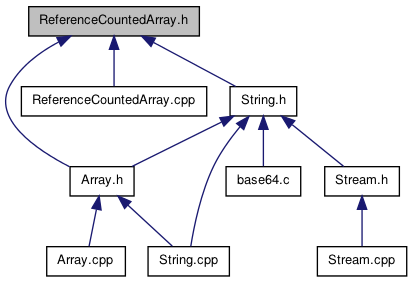 ReferenceCountedArray.h
ReferenceCountedArray.cpp
String.h
Array.h
base64.c
Stream.h
Array.cpp
String.cpp
Stream.cpp